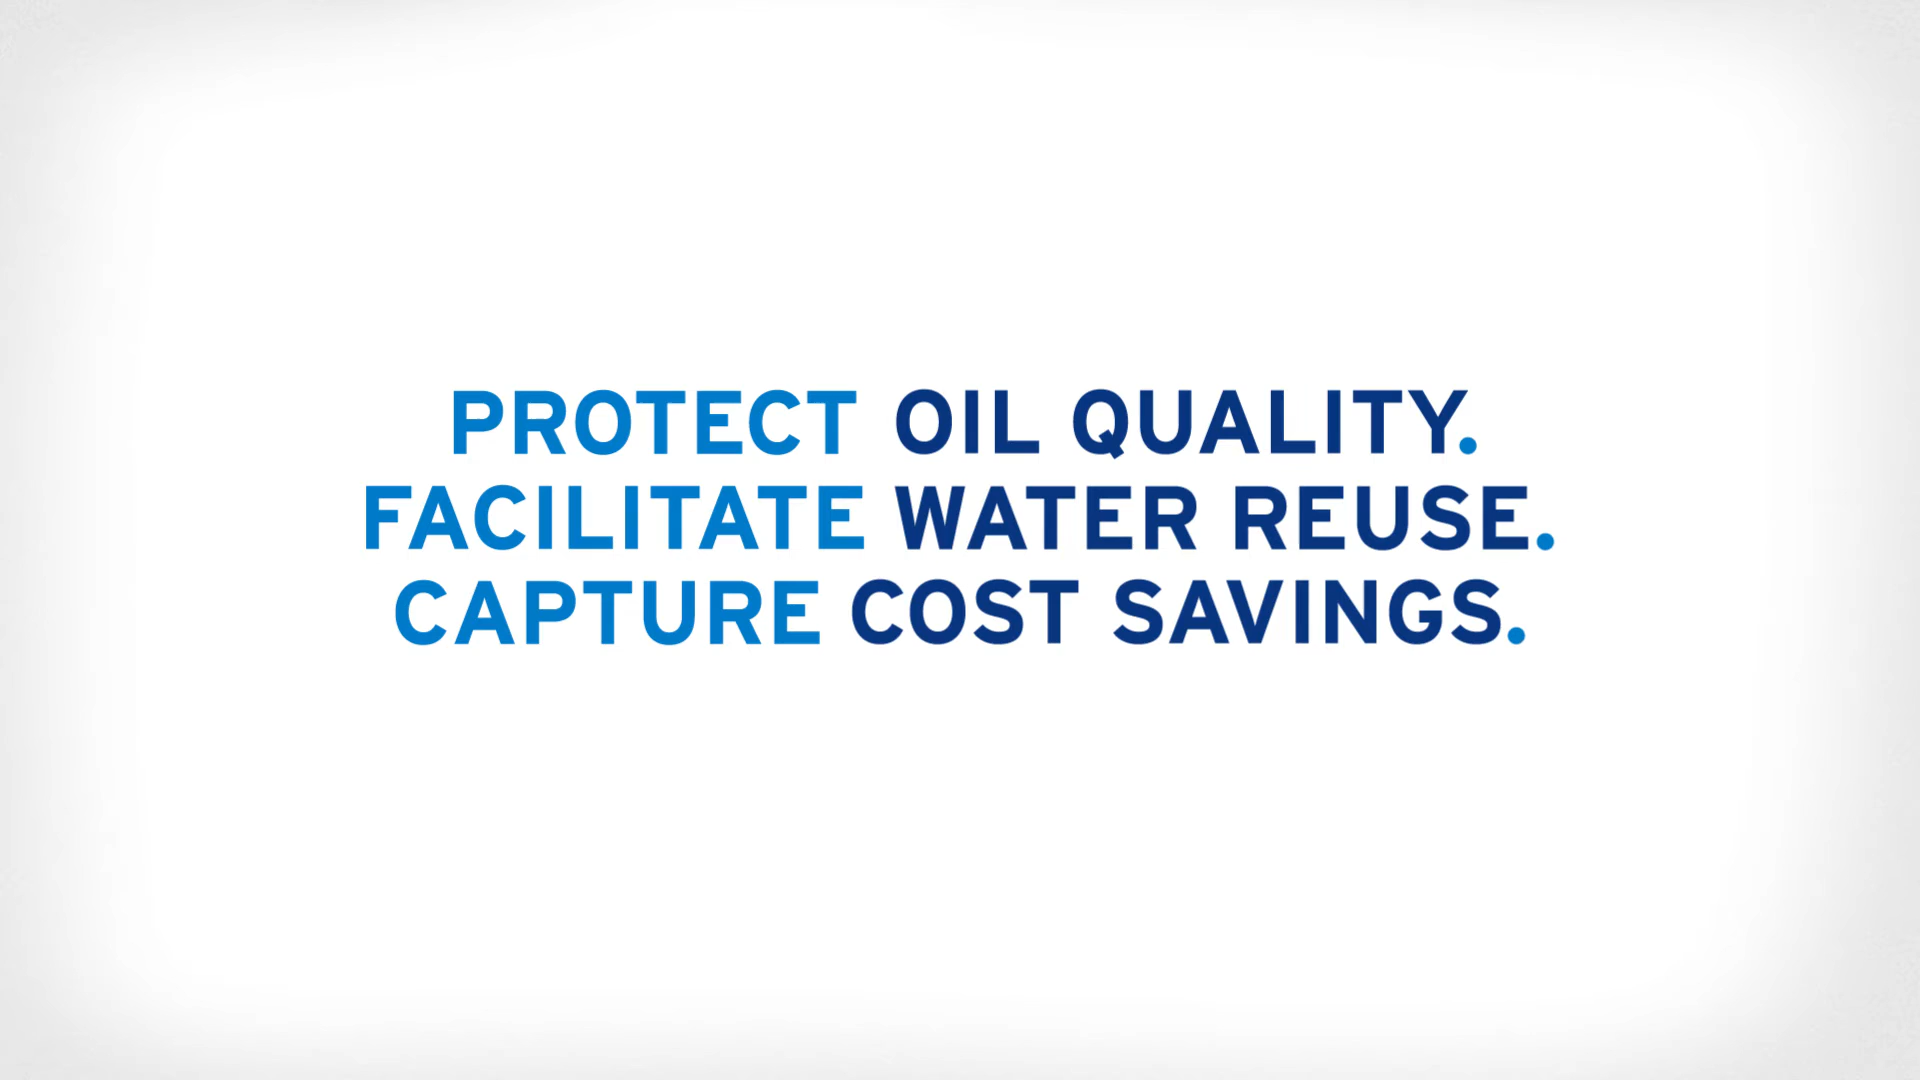 PROTECT OIL QUALITY.
FACILITATE WATER REUSE.
CAPTURE COST SAVINGS.